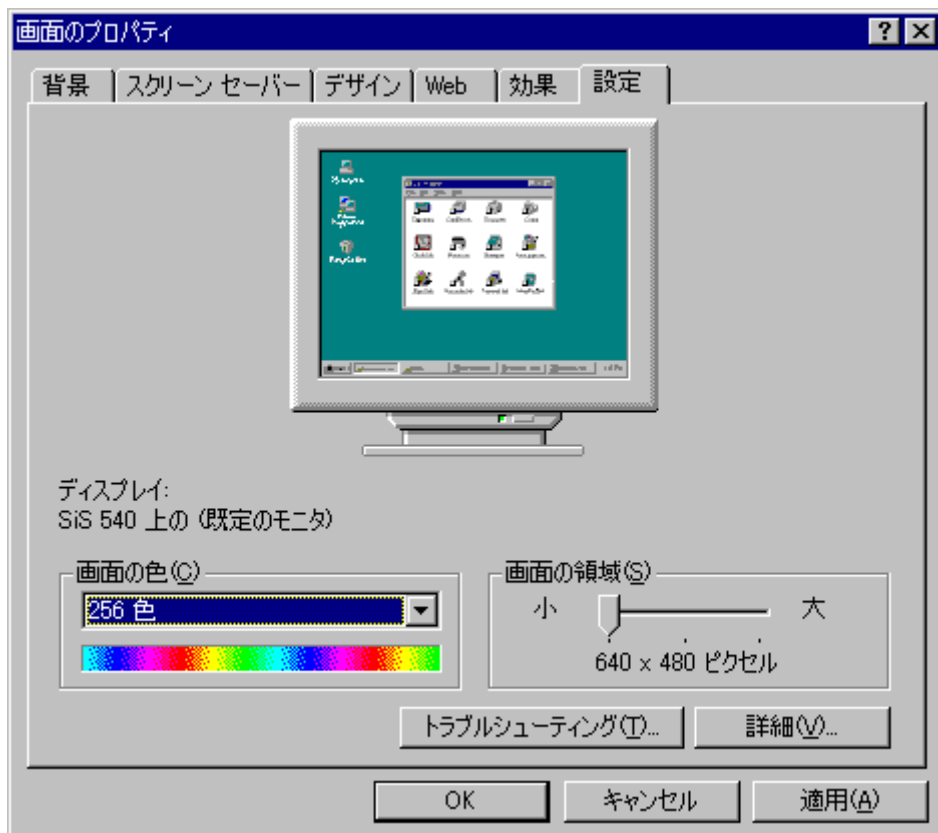 画面のプロパティ
背景 スクリーン セーバー デザイン Web 効果 設定
ディスプレイ:
SiS 540 上の (既定のモニタ)
画面の色(C)
256 色
画面の領域(S)
小 大
640 x 480 ピクセル
トラブルシューティング(T)... 詳細(V)...
OK キャンセル 適用(A)